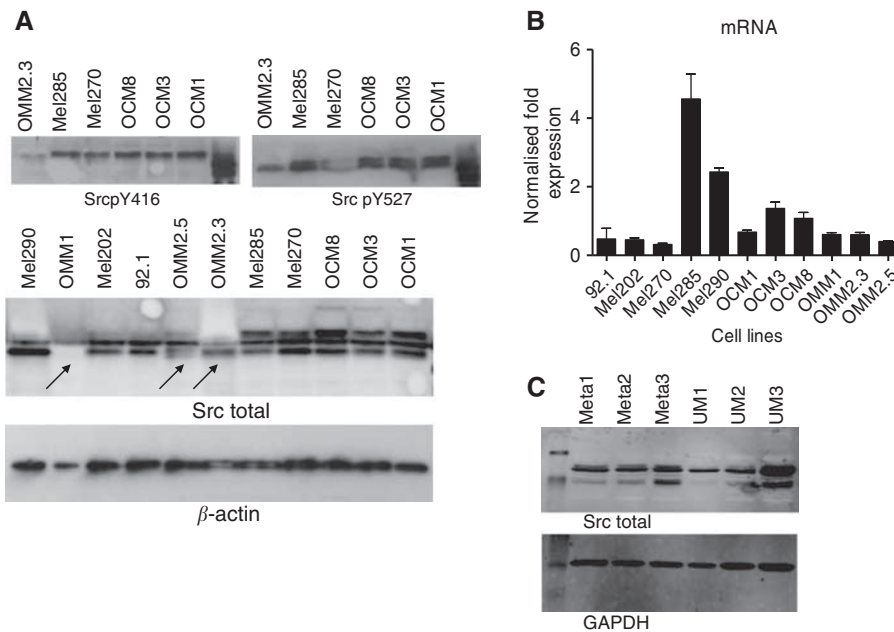 A
OMM2.3
Mel285
Mel270
OCM8
OCM3
OCM1
SrcpY416
OMM2.3
Mel285
Mel270
OCM8
OCM3
OCM1
Src pY527
Mel290
OMM1
Mel202
92.1
OMM2.5
OMM2.3
Mel285
Mel270
OCM8
OCM3
OCM1
Src total
β-actin
B
mRNA
Normalised fold
expression
6
4
2
0
92.1
Mel202
Mel270
Mel285
Mel290
OCM1
OCM3
OCM8
OMM1
OMM2.3
OMM2.5
Cell lines
C
Meta1
Meta2
Meta3
UM1
UM2
UM3
Src total
GAPDH